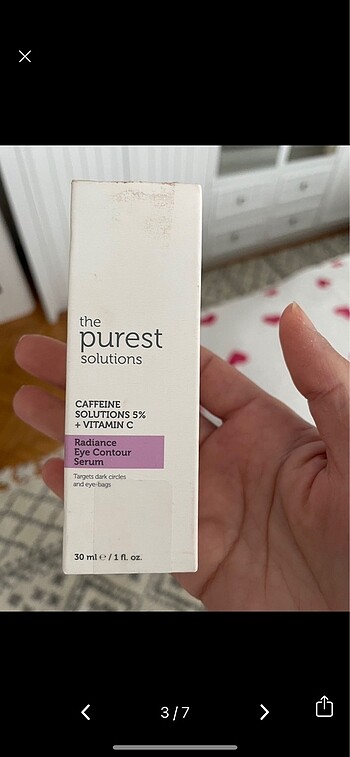 the
purest
solutions
CAFFEINE
SOLUTIONS 5%
+ VITAMIN C
Radiance
Eye Contour
Serum
Targets dark circles
and eye-bags
30 ml ℮ / 1 fl. oz.
3/7